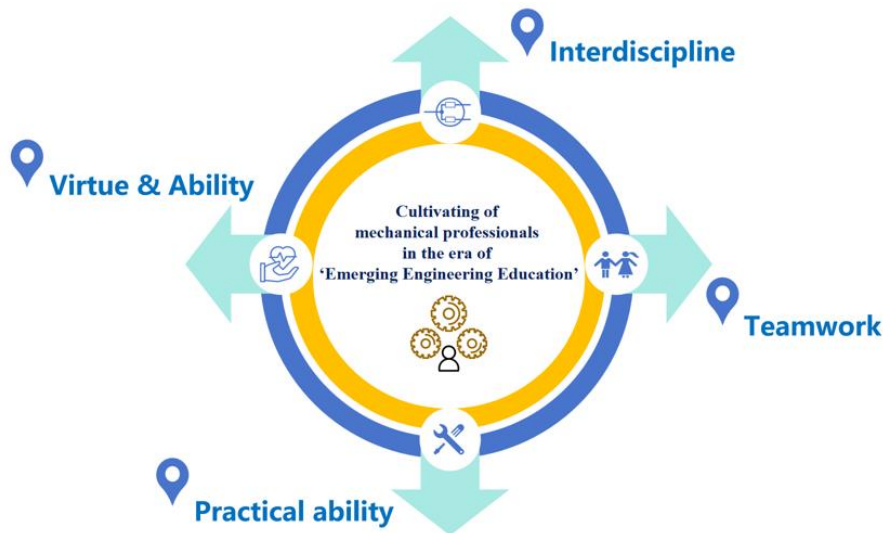 Interdiscipline
Virtue & Ability
Cultivating of
mechanical professionals
in the era of
‘Emerging Engineering Education’
Teamwork
Practical ability